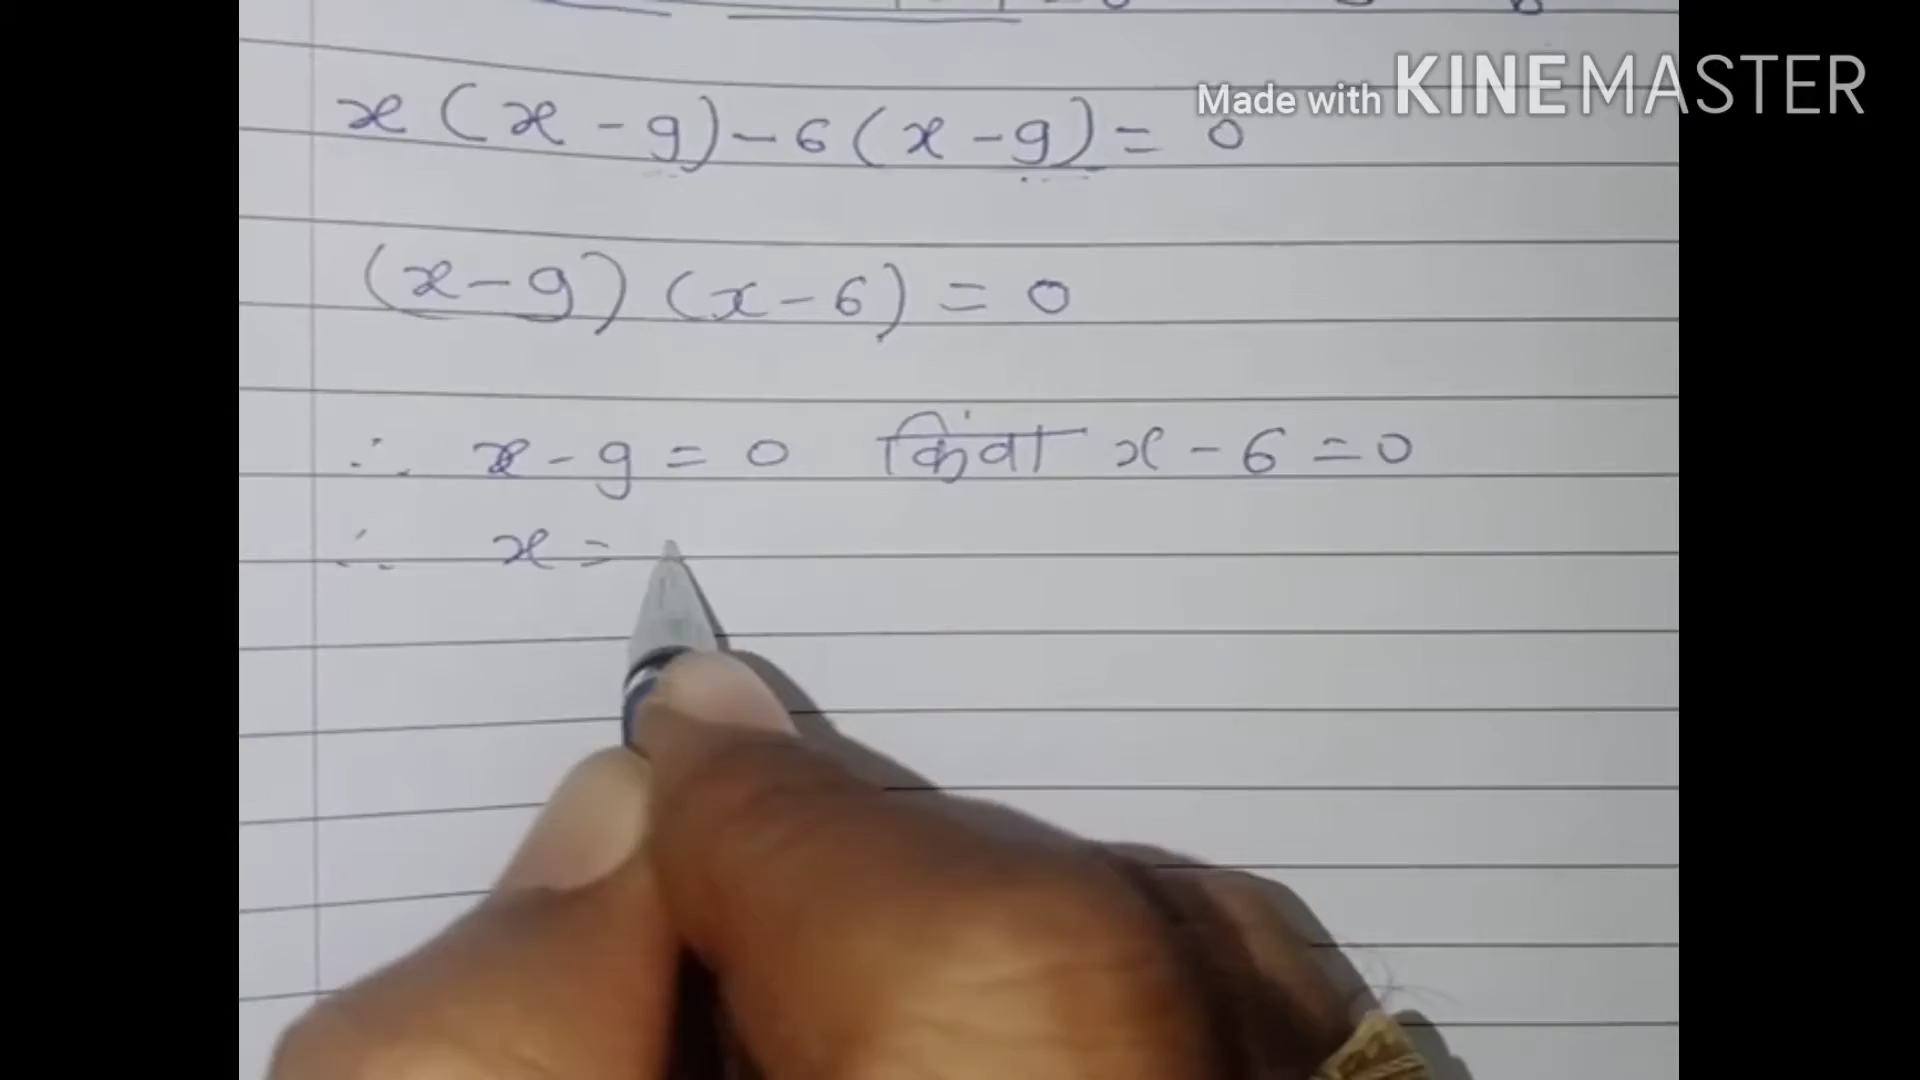 Made with KINEMASTER
x(x-9)-6(x-9)=0
(x-9)(x-6)=0
∴ x-9=0 किंवा x-6=0
∴ x=